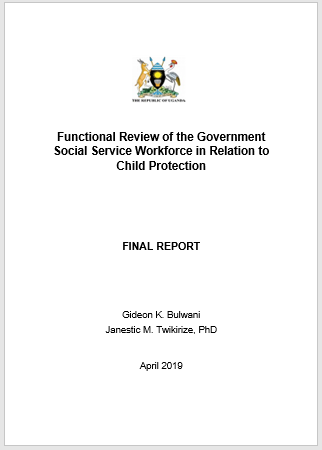 THE REPUBLIC OF UGANDA
Functional Review of the Government
Social Service Workforce in Relation to
Child Protection
FINAL REPORT
Gideon K. Bulwani
Janestic M. Twikirize, PhD
April 2019